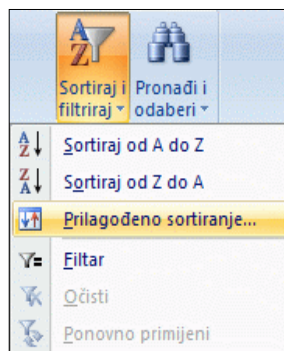 Sortiraj i filtriraj
Pronađi i odaberi
Sortiraj od A do Z
Sortiraj od Z do A
Prilagođeno sortiranje...
Filtar
Očisti
Ponovno primijeni